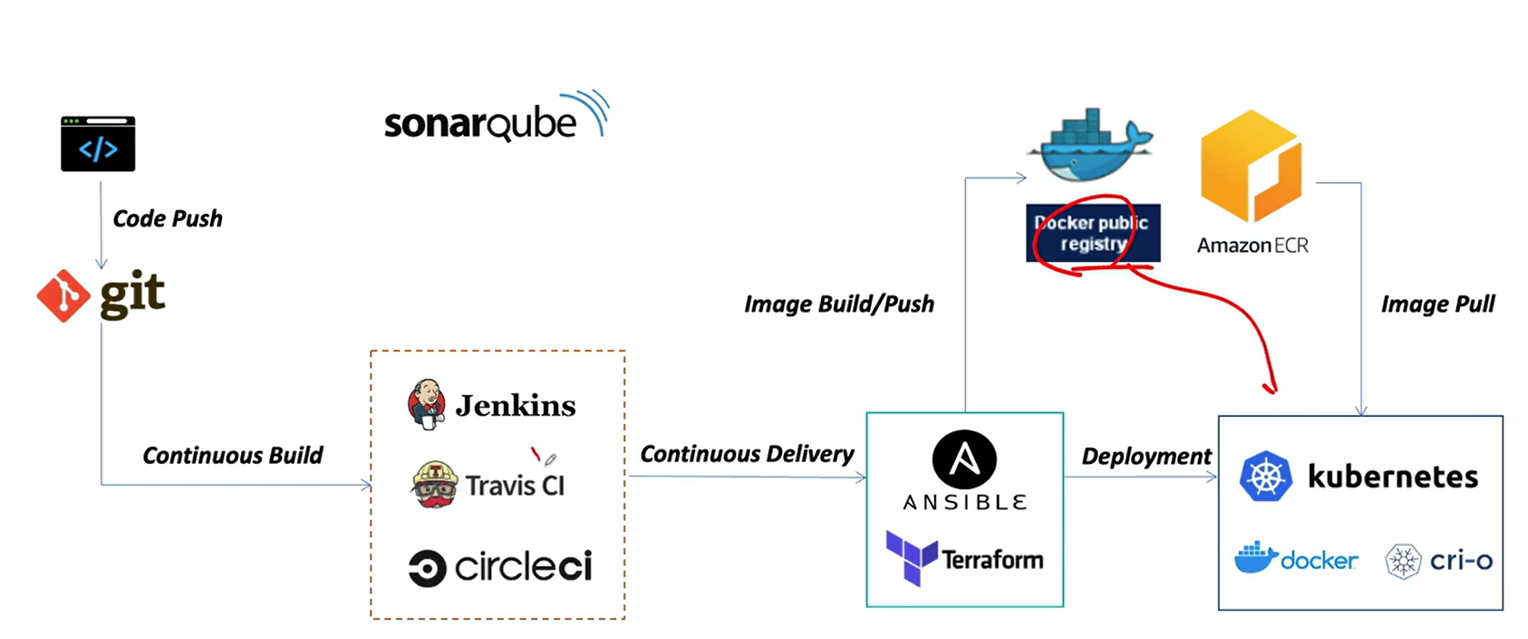 sonarqube
</>
Code Push
git
Docker public
registry
Amazon ECR
Image Build/Push
Image Pull
Jenkins
Travis CI
circleci
Continuous Build
Continuous Delivery
ANSIBLE
Terraform
Deployment
kubernetes
docker
cri-o